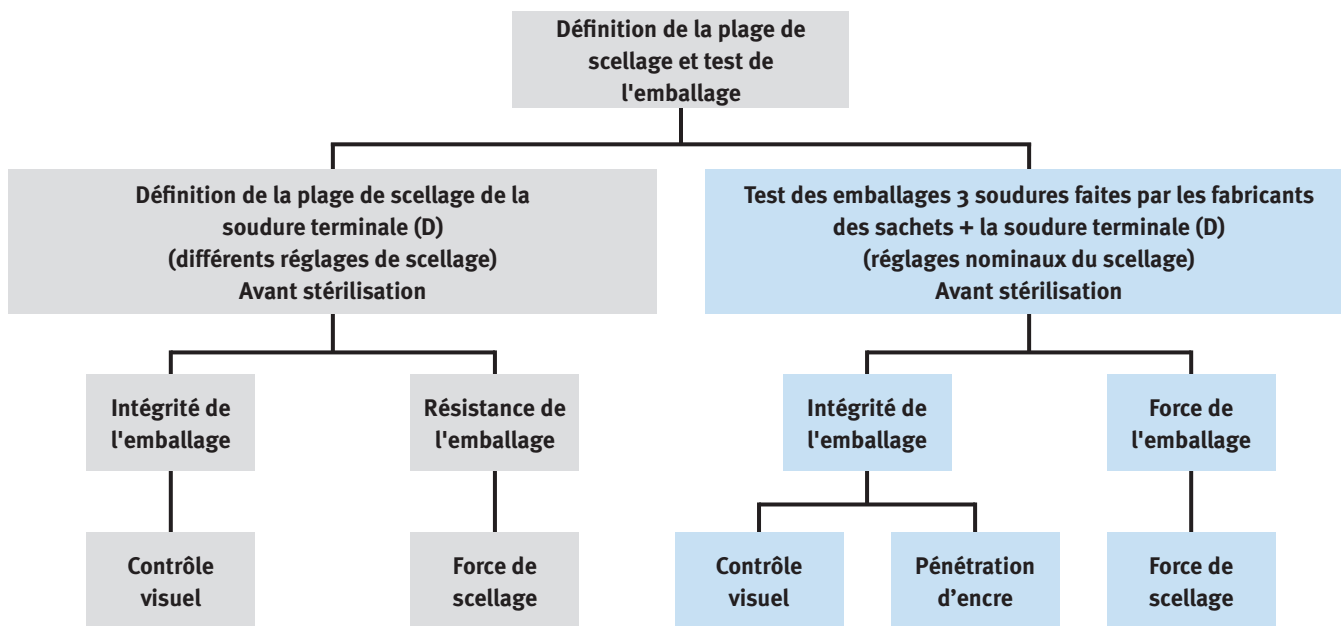 Définition de la plage de
scellage et test de
l'emballage
Définition de la plage de scellage de la
soudure terminale (D)
(différents réglages de scellage)
Avant stérilisation
Test des emballages 3 soudures faites par les fabricants
des sachets + la soudure terminale (D)
(réglages nominaux du scellage)
Avant stérilisation
Intégrité de
l'emballage
Résistance de
l'emballage
Intégrité de
l'emballage
Force de
l'emballage
Contrôle
visuel
Force de
scellage
Contrôle
visuel
Pénétration
d’encre
Force de
scellage